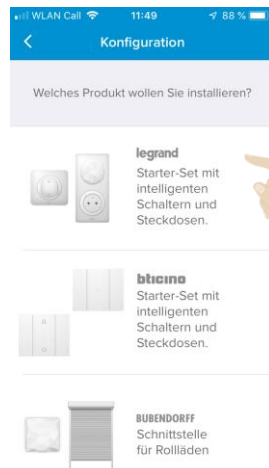 WLAN Call 11:49 88 %
Konfiguration
Welches Produkt wollen Sie installieren?
legrand
Starter-Set mit
intelligenten
Schaltern und
Steckdosen.
bticino
Starter-Set mit
intelligenten
Schaltern und
Steckdosen.
BUBENDORFF
Schnittstelle
für Rollläden